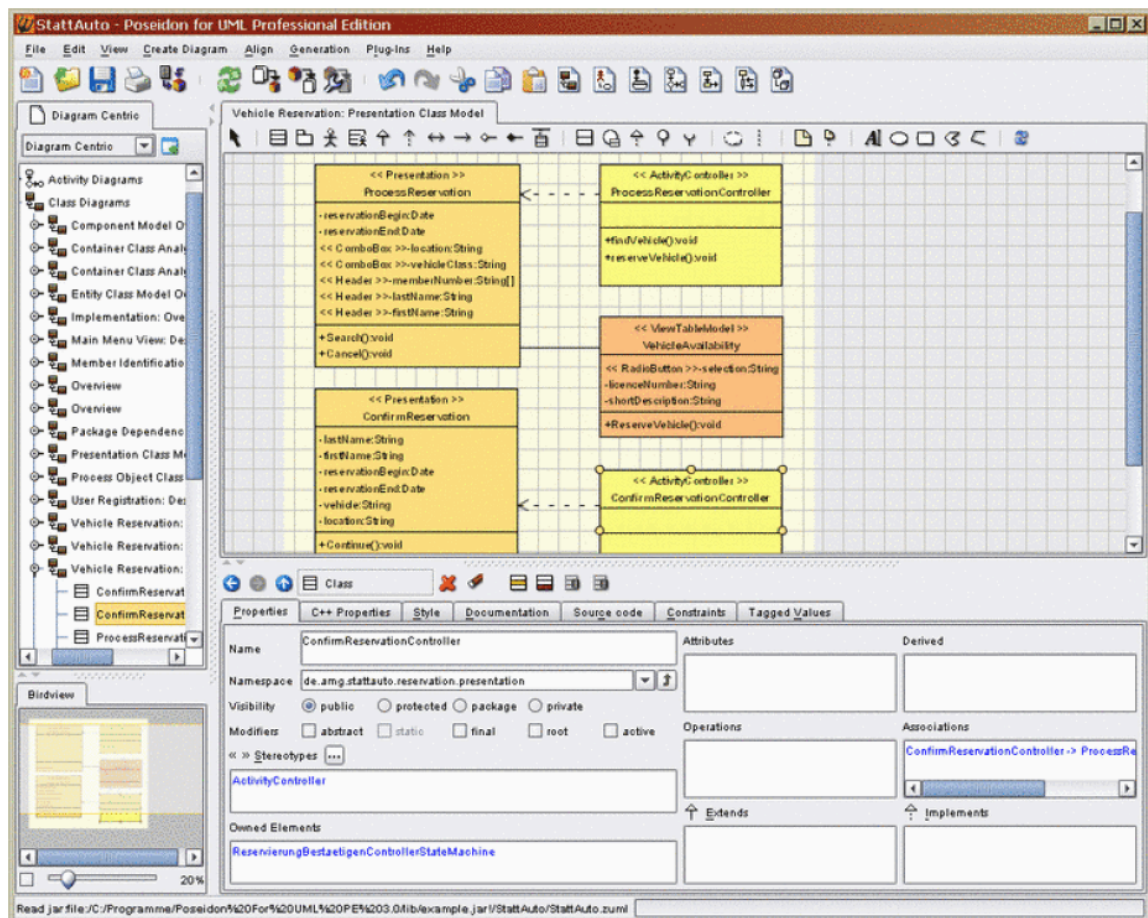 StattAuto - Poseidon for UML Professional Edition
File Edit View Create Diagram Align Generation Plug-Ins Help
Diagram Centric
Vehicle Reservation: Presentation Class Model
Diagram Centric
Activity Diagrams
Class Diagrams
Component Model O
Container Class Analy
Container Class Analy
Entity Class Model O
Implementation: Ove
Main Menu View: De
Member Identificatio
Overview
Overview
Package Dependenc
Presentation Class M
Process Object Class
User Registration: De
Vehicle Reservation:
Vehicle Reservation:
Vehicle Reservation:
ConfirmReservat
ConfirmReservat
ProcessReservati
<< Presentation >>
ProcessReservation
-reservationBegin:Date
-reservationEnd:Date
<< ComboBox >>-location:String
<< ComboBox >>-vehicleClass:String
<< Header >>-memberNumber:String[]
<< Header >>-lastName:String
<< Header >>-firstName:String
+Search():void
+Cancel():void
<< ActivityController >>
ProcessReservationController
+findVehicle():void
+reserveVehicle():void
<< ViewTableModel >>
VehicleAvailability
<< RadioButton >>-selection:String
-licenceNumber:String
-shortDescription:String
+ReserveVehicle():void
<< Presentation >>
ConfirmReservation
-lastName:String
-firstName:String
-reservationBegin:Date
-reservationEnd:Date
-vehicle:String
-location:String
+Continue():void
<< ActivityController >>
ConfirmReservationController
Class
Properties C++ Properties Style Documentation Source code Constraints Tagged Values
Name ConfirmReservationController
Namespace de.amg.stattauto.reservation.presentation
Visibility public protected package private
Modifiers abstract static final root active
« » Stereotypes ...
ActivityController
Owned Elements
ReservierungBestaetigenControllerStateMachine
Attributes
Derived
Operations
Associations
ConfirmReservationController -> ProcessRe
Extends
Implements
Birdview
20%
Read jar:file:/C:/Programme/Poseidon%20For%20UML%20PE%203.0/lib/example.jar!/StattAuto/StattAuto.zuml